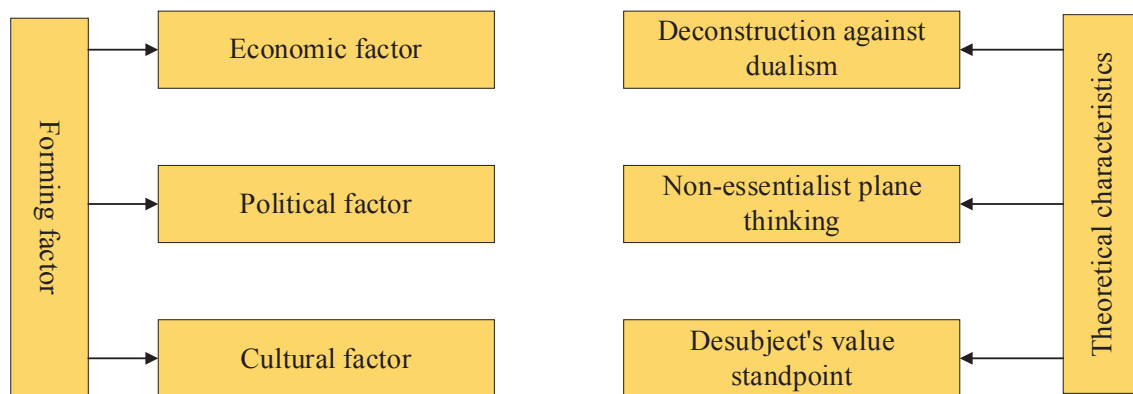 Forming factor
Economic factor
Political factor
Cultural factor
Deconstruction against
dualism
Non-essentialist plane
thinking
Desubject's value
standpoint
Theoretical characteristics